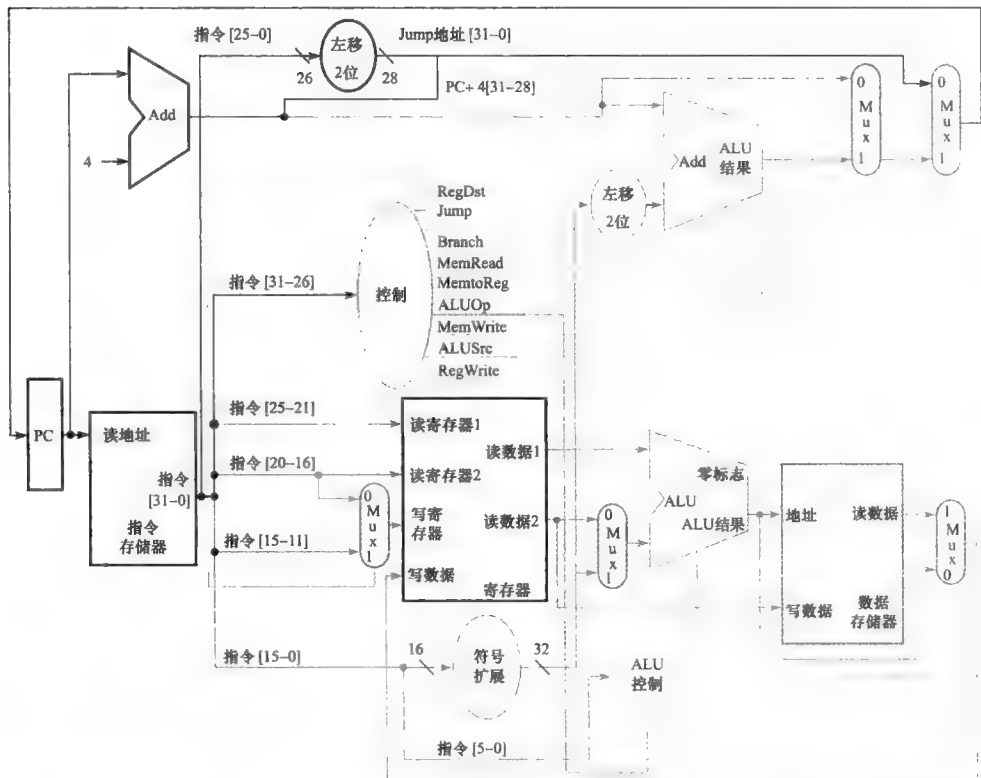 指令 [25–0]
左移
2位
26
28
Jump地址 [31–0]
PC+ 4[31–28]
Add
4
0
Mux
1
0
Mux
1
Add
ALU
结果
左移
2位
RegDst
Jump
Branch
MemRead
MemtoReg
ALUOp
MemWrite
ALUSrc
RegWrite
指令 [31–26]
控制
PC
读地址
指令
[31–0]
指令
存储器
指令 [25–21]
指令 [20–16]
指令 [15–11]
0
Mux
1
读寄存器1
读寄存器2
写寄
存器
写数据
读数据1
读数据2
寄存器
0
Mux
1
零标志
ALU
ALU结果
地址
读数据
写数据
数据
存储器
1
Mux
0
指令 [15–0]
16
符号
扩展
32
ALU
控制
指令 [5–0]